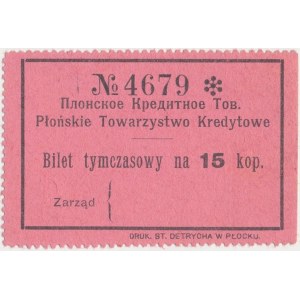 № 4679 ✻
Плонское Кредитное Тов.
Płońskie Towarzystwo Kredytowe
Bilet tymczasowy na 15 kop.
Zarząd {
DRUK. ST. DETRYCHA W PŁOCKU.